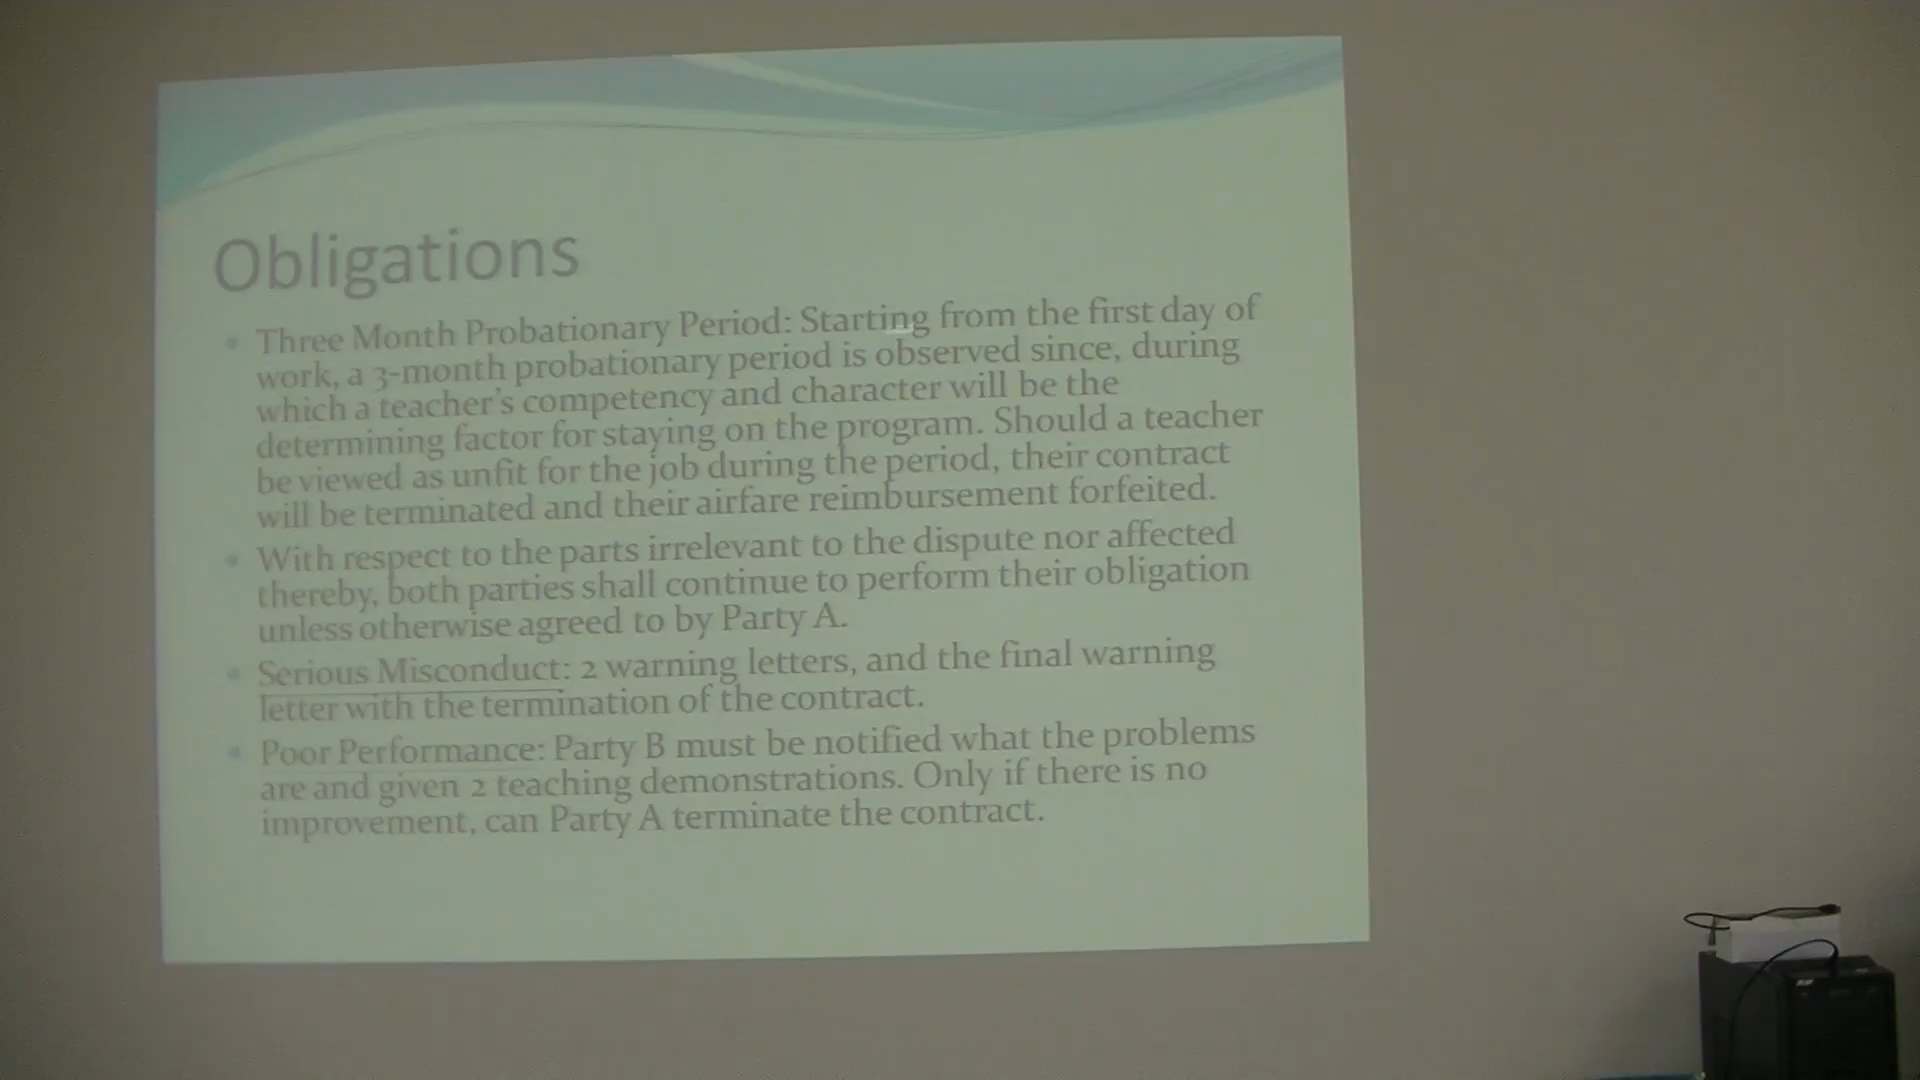 Obligations
• Three Month Probationary Period: Starting from the first day of
work, a 3-month probationary period is observed since, during
which a teacher's competency and character will be the
determining factor for staying on the program. Should a teacher
be viewed as unfit for the job during the period, their contract
will be terminated and their airfare reimbursement forfeited.
• With respect to the parts irrelevant to the dispute nor affected
thereby, both parties shall continue to perform their obligation
unless otherwise agreed to by Party A.
• Serious Misconduct: 2 warning letters, and the final warning
letter with the termination of the contract.
• Poor Performance: Party B must be notified what the problems
are and given 2 teaching demonstrations. Only if there is no
improvement, can Party A terminate the contract.